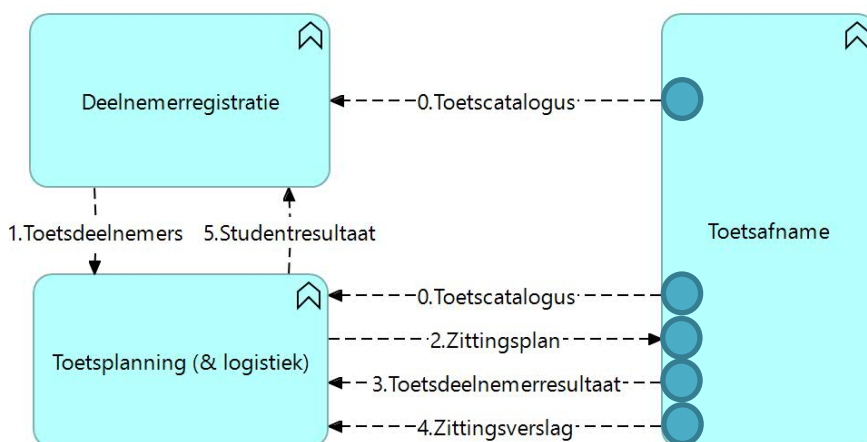 Deelnemerregistratie
0.Toetscatalogus
1.Toetsdeelnemers
5.Studentresultaat
Toetsafname
0.Toetscatalogus
2.Zittingsplan
Toetsplanning (& logistiek)
3.Toetsdeelnemerresultaat
4.Zittingsverslag